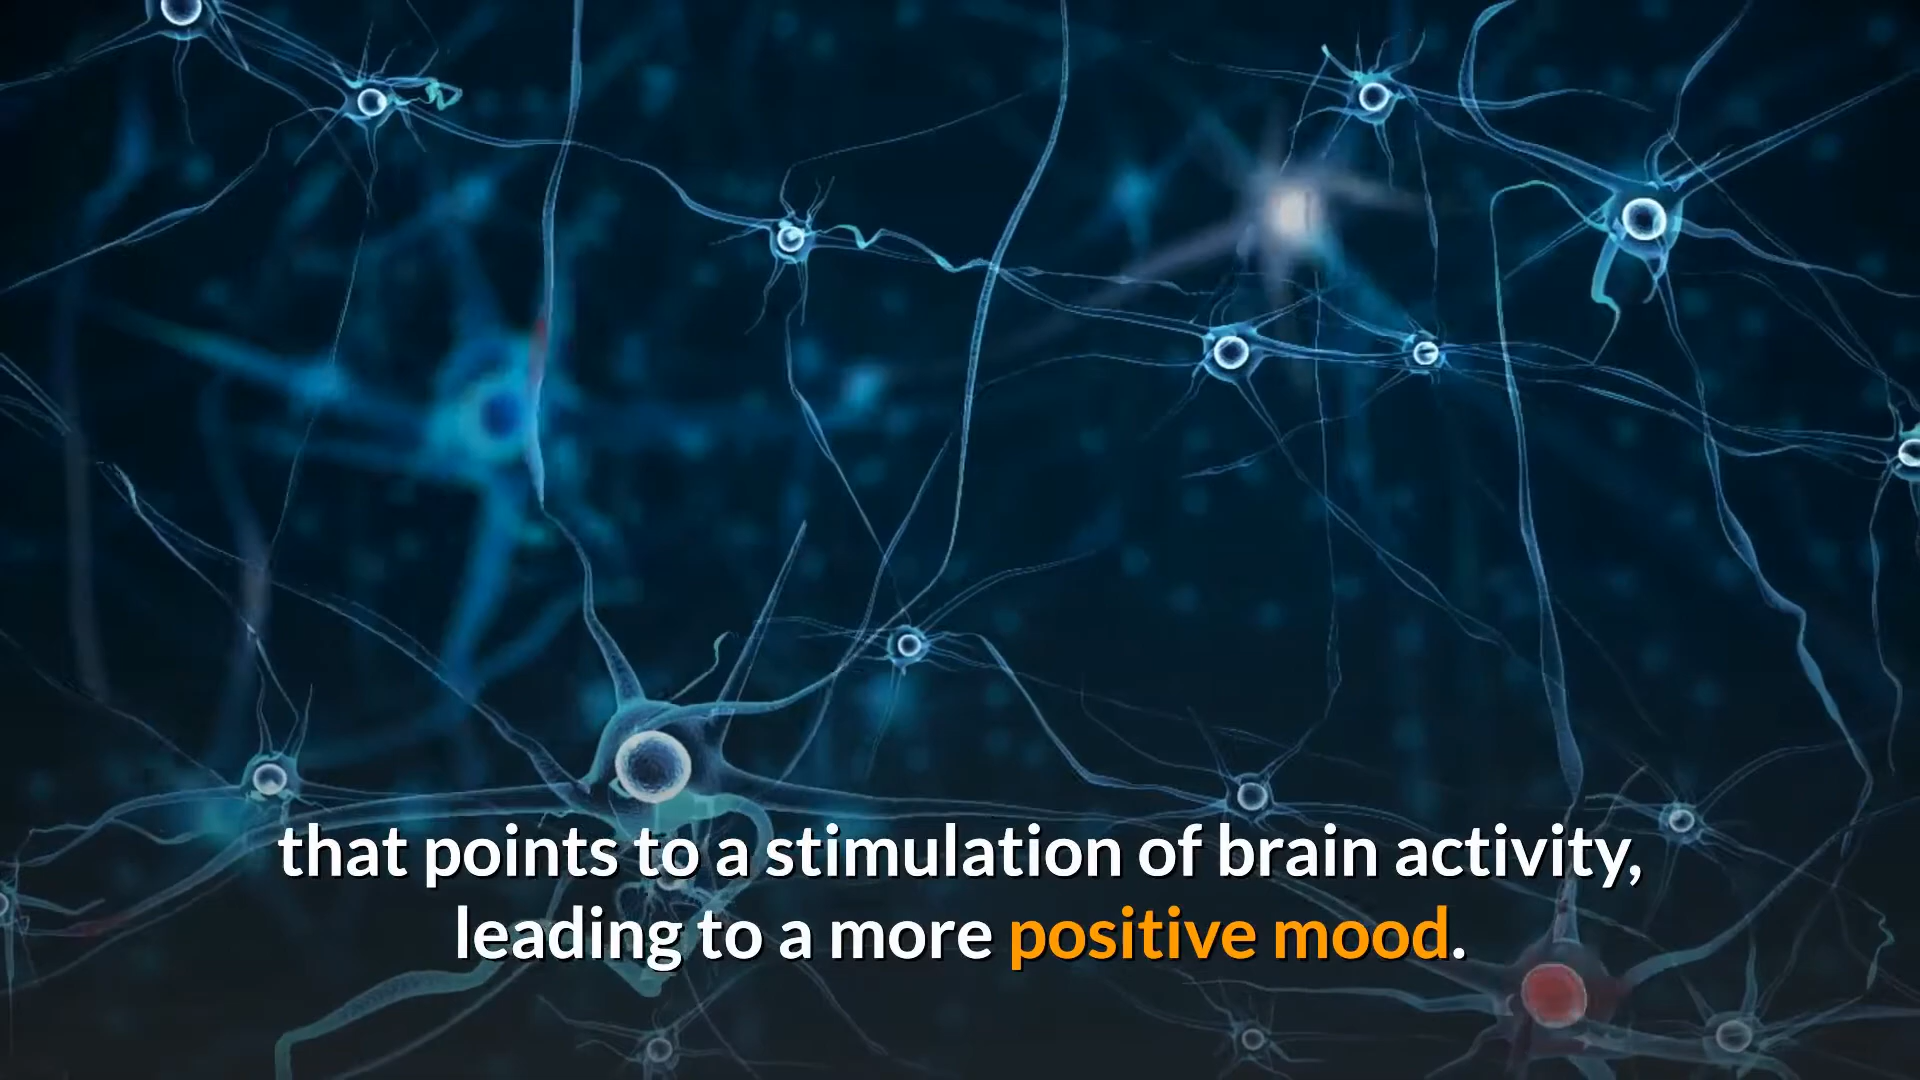 that points to a stimulation of brain activity,
leading to a more positive mood.